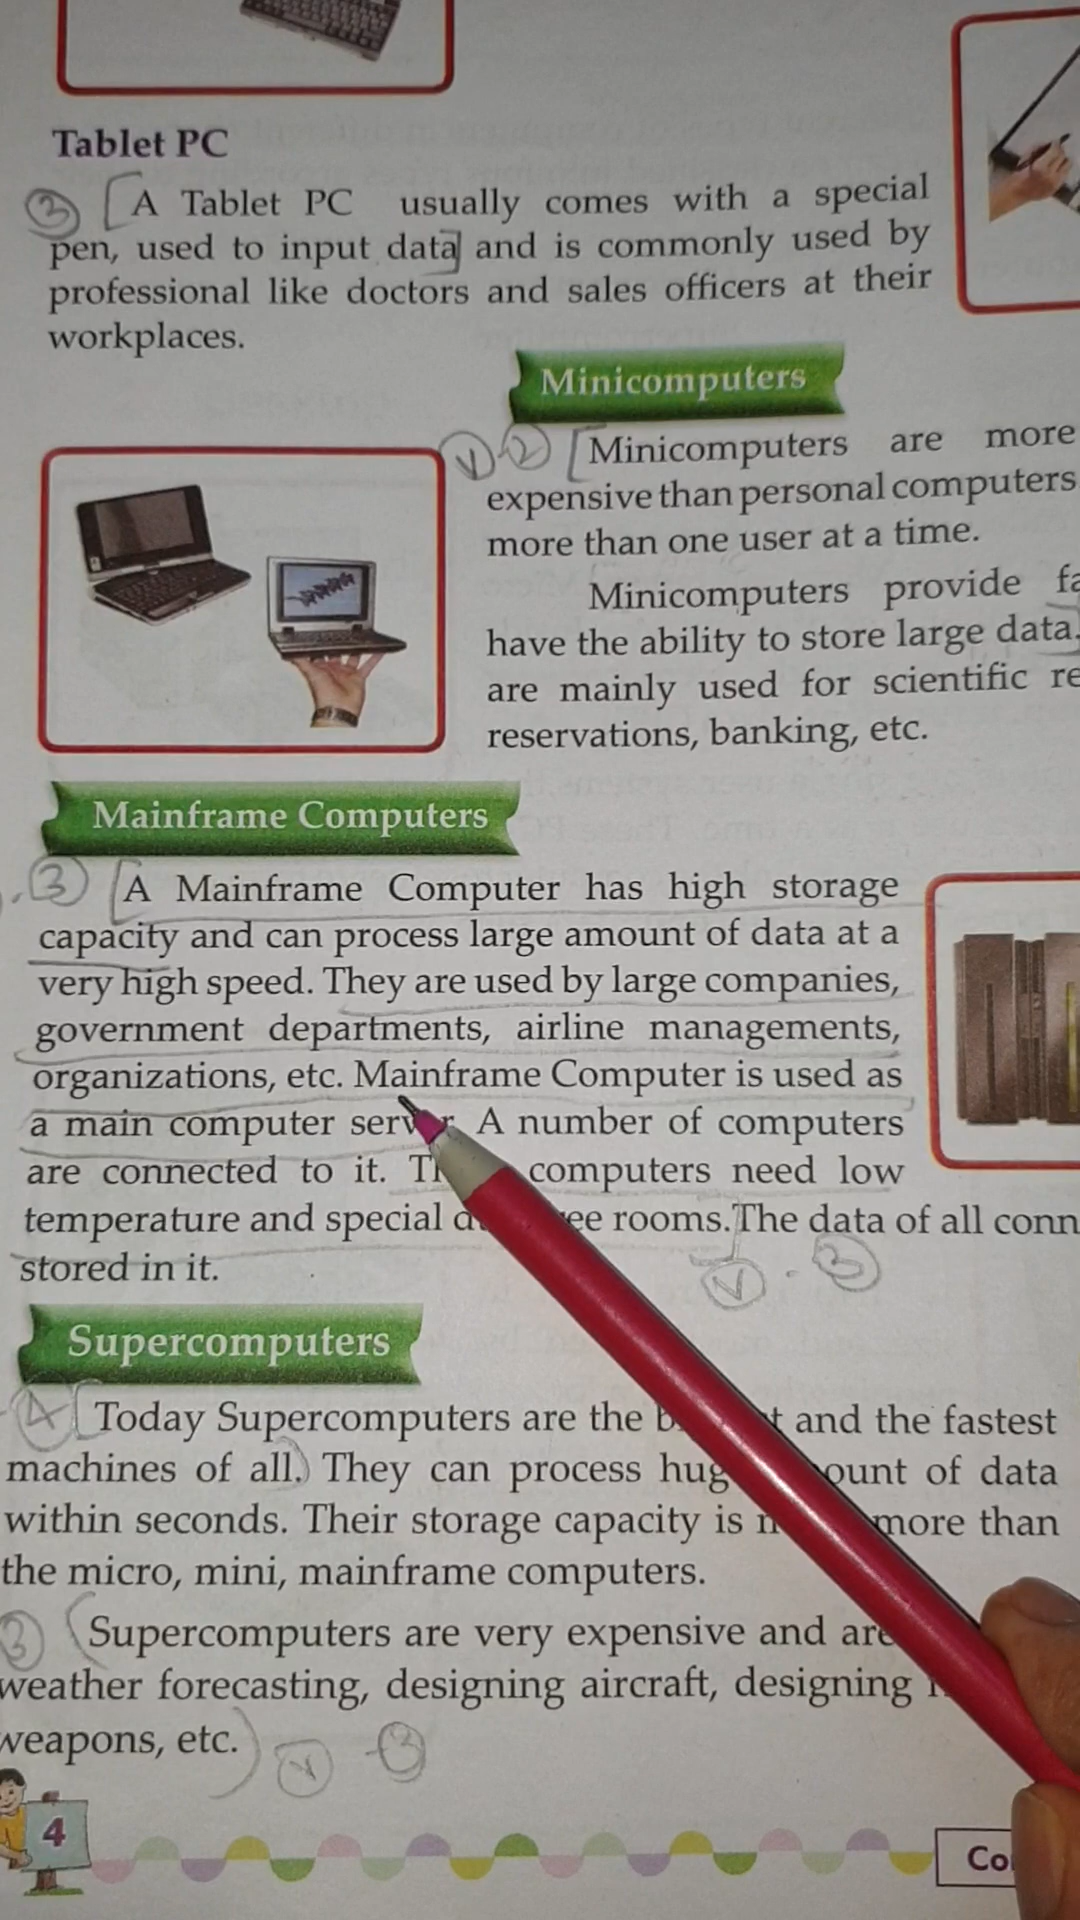 Tablet PC
3 [A Tablet PC usually comes with a special
pen, used to input data] and is commonly used by
professional like doctors and sales officers at their
workplaces.
Minicomputers
V 2 [Minicomputers are more
expensive than personal computers
more than one user at a time.
Minicomputers provide fa
have the ability to store large data.
are mainly used for scientific re
reservations, banking, etc.
Mainframe Computers
3 [A Mainframe Computer has high storage
capacity and can process large amount of data at a
very high speed. They are used by large companies,
government departments, airline managements,
organizations, etc. Mainframe Computer is used as
a main computer serv r. A number of computers
are connected to it. computers need low
temperature and special ee rooms. The data of all conn
stored in it.
V - 3
Supercomputers
4 [Today Supercomputers are the and the fastest
machines of all.) They can process hug ount of data
within seconds. Their storage capacity is more than
the micro, mini, mainframe computers.
3 (Supercomputers are very expensive and are
weather forecasting, designing aircraft, designing
weapons, etc.)
V - 3
4
Co